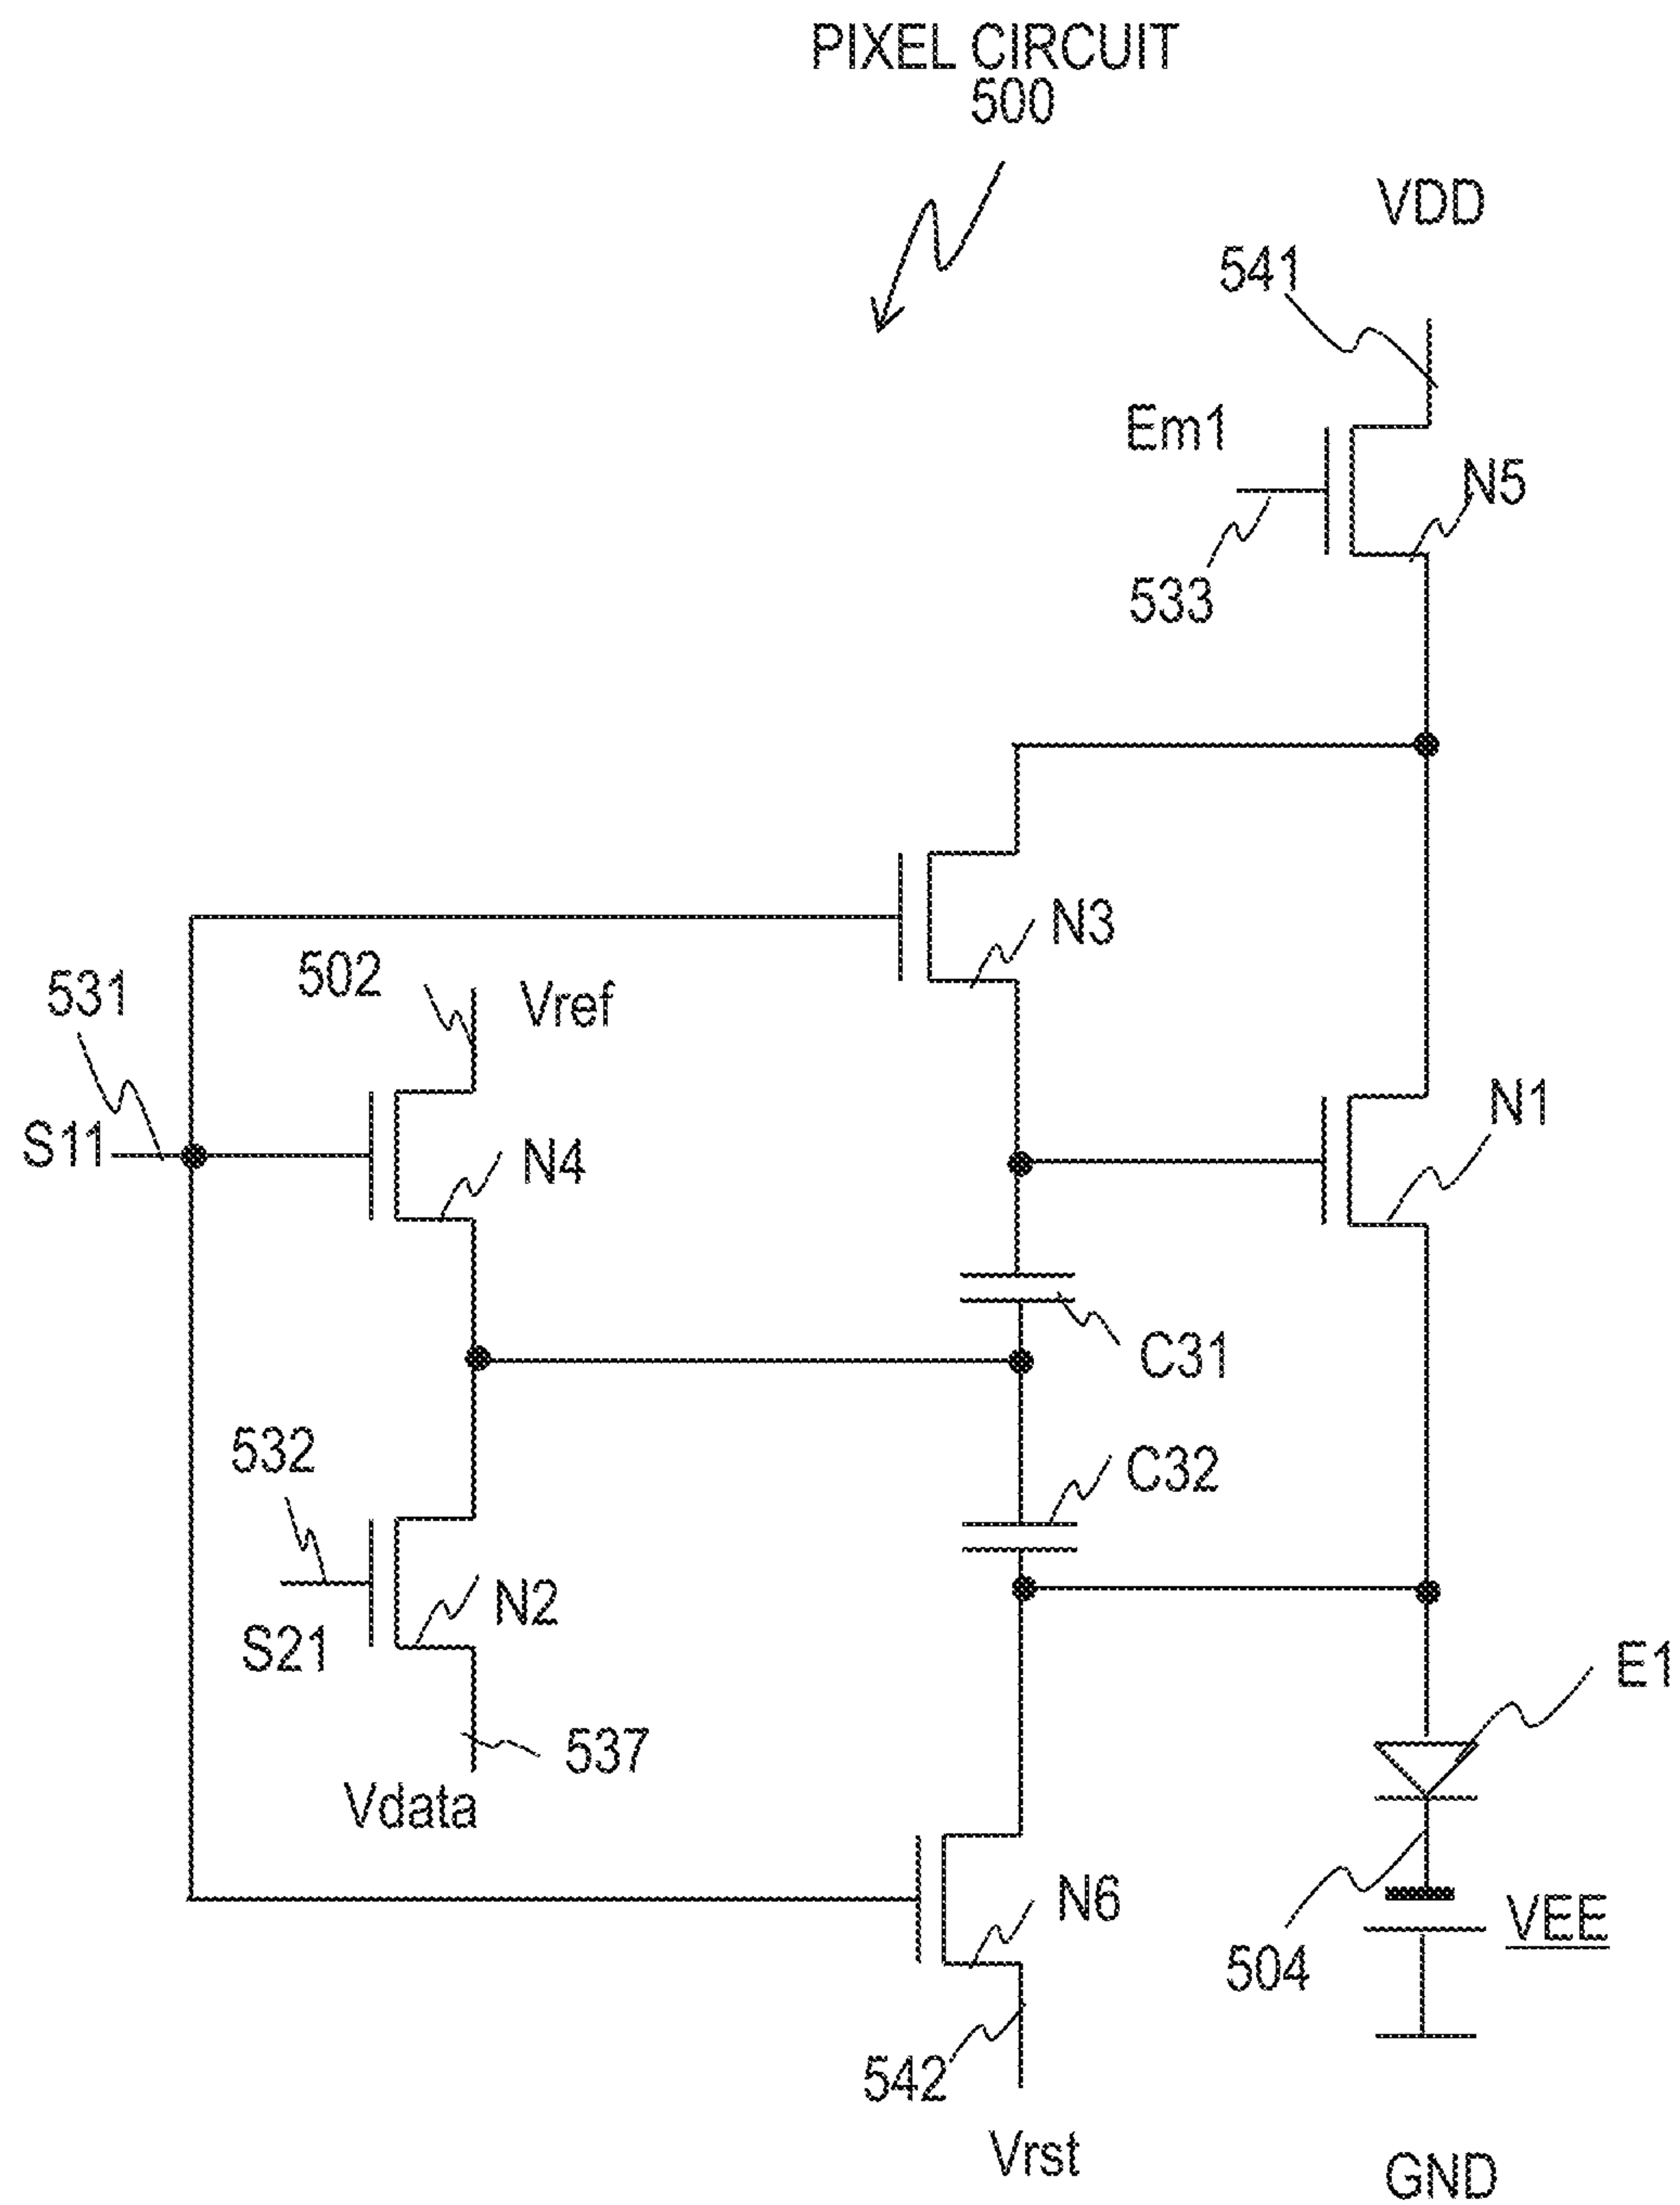 PIXEL CIRCUIT
500
VDD
541
Em1
N5
533
N3
502
Vref
531
S11
N4
N1
C31
532
C32
S21
N2
E1
537
Vdata
N6
504
VEE
542
Vrst
GND